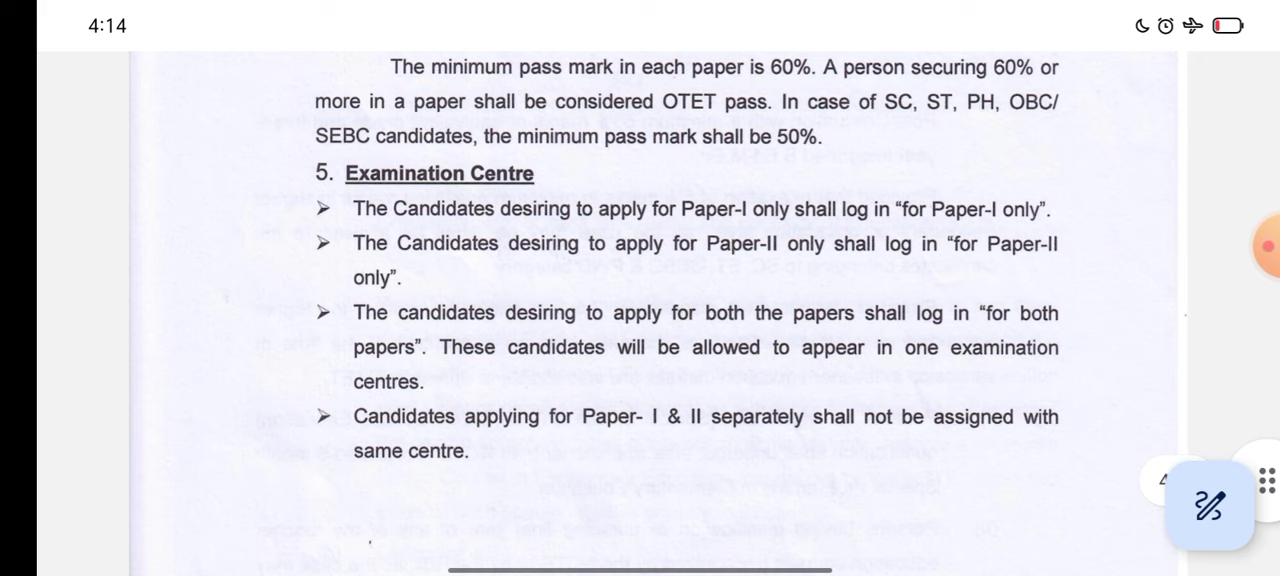 4:14
The minimum pass mark in each paper is 60%. A person securing 60% or
more in a paper shall be considered OTET pass. In case of SC, ST, PH, OBC/
SEBC candidates, the minimum pass mark shall be 50%.
5. Examination Centre
➢ The Candidates desiring to apply for Paper-I only shall log in “for Paper-I only”.
➢ The Candidates desiring to apply for Paper-II only shall log in “for Paper-II
only”.
➢ The candidates desiring to apply for both the papers shall log in “for both
papers”. These candidates will be allowed to appear in one examination
centres.
➢ Candidates applying for Paper- I & II separately shall not be assigned with
same centre.